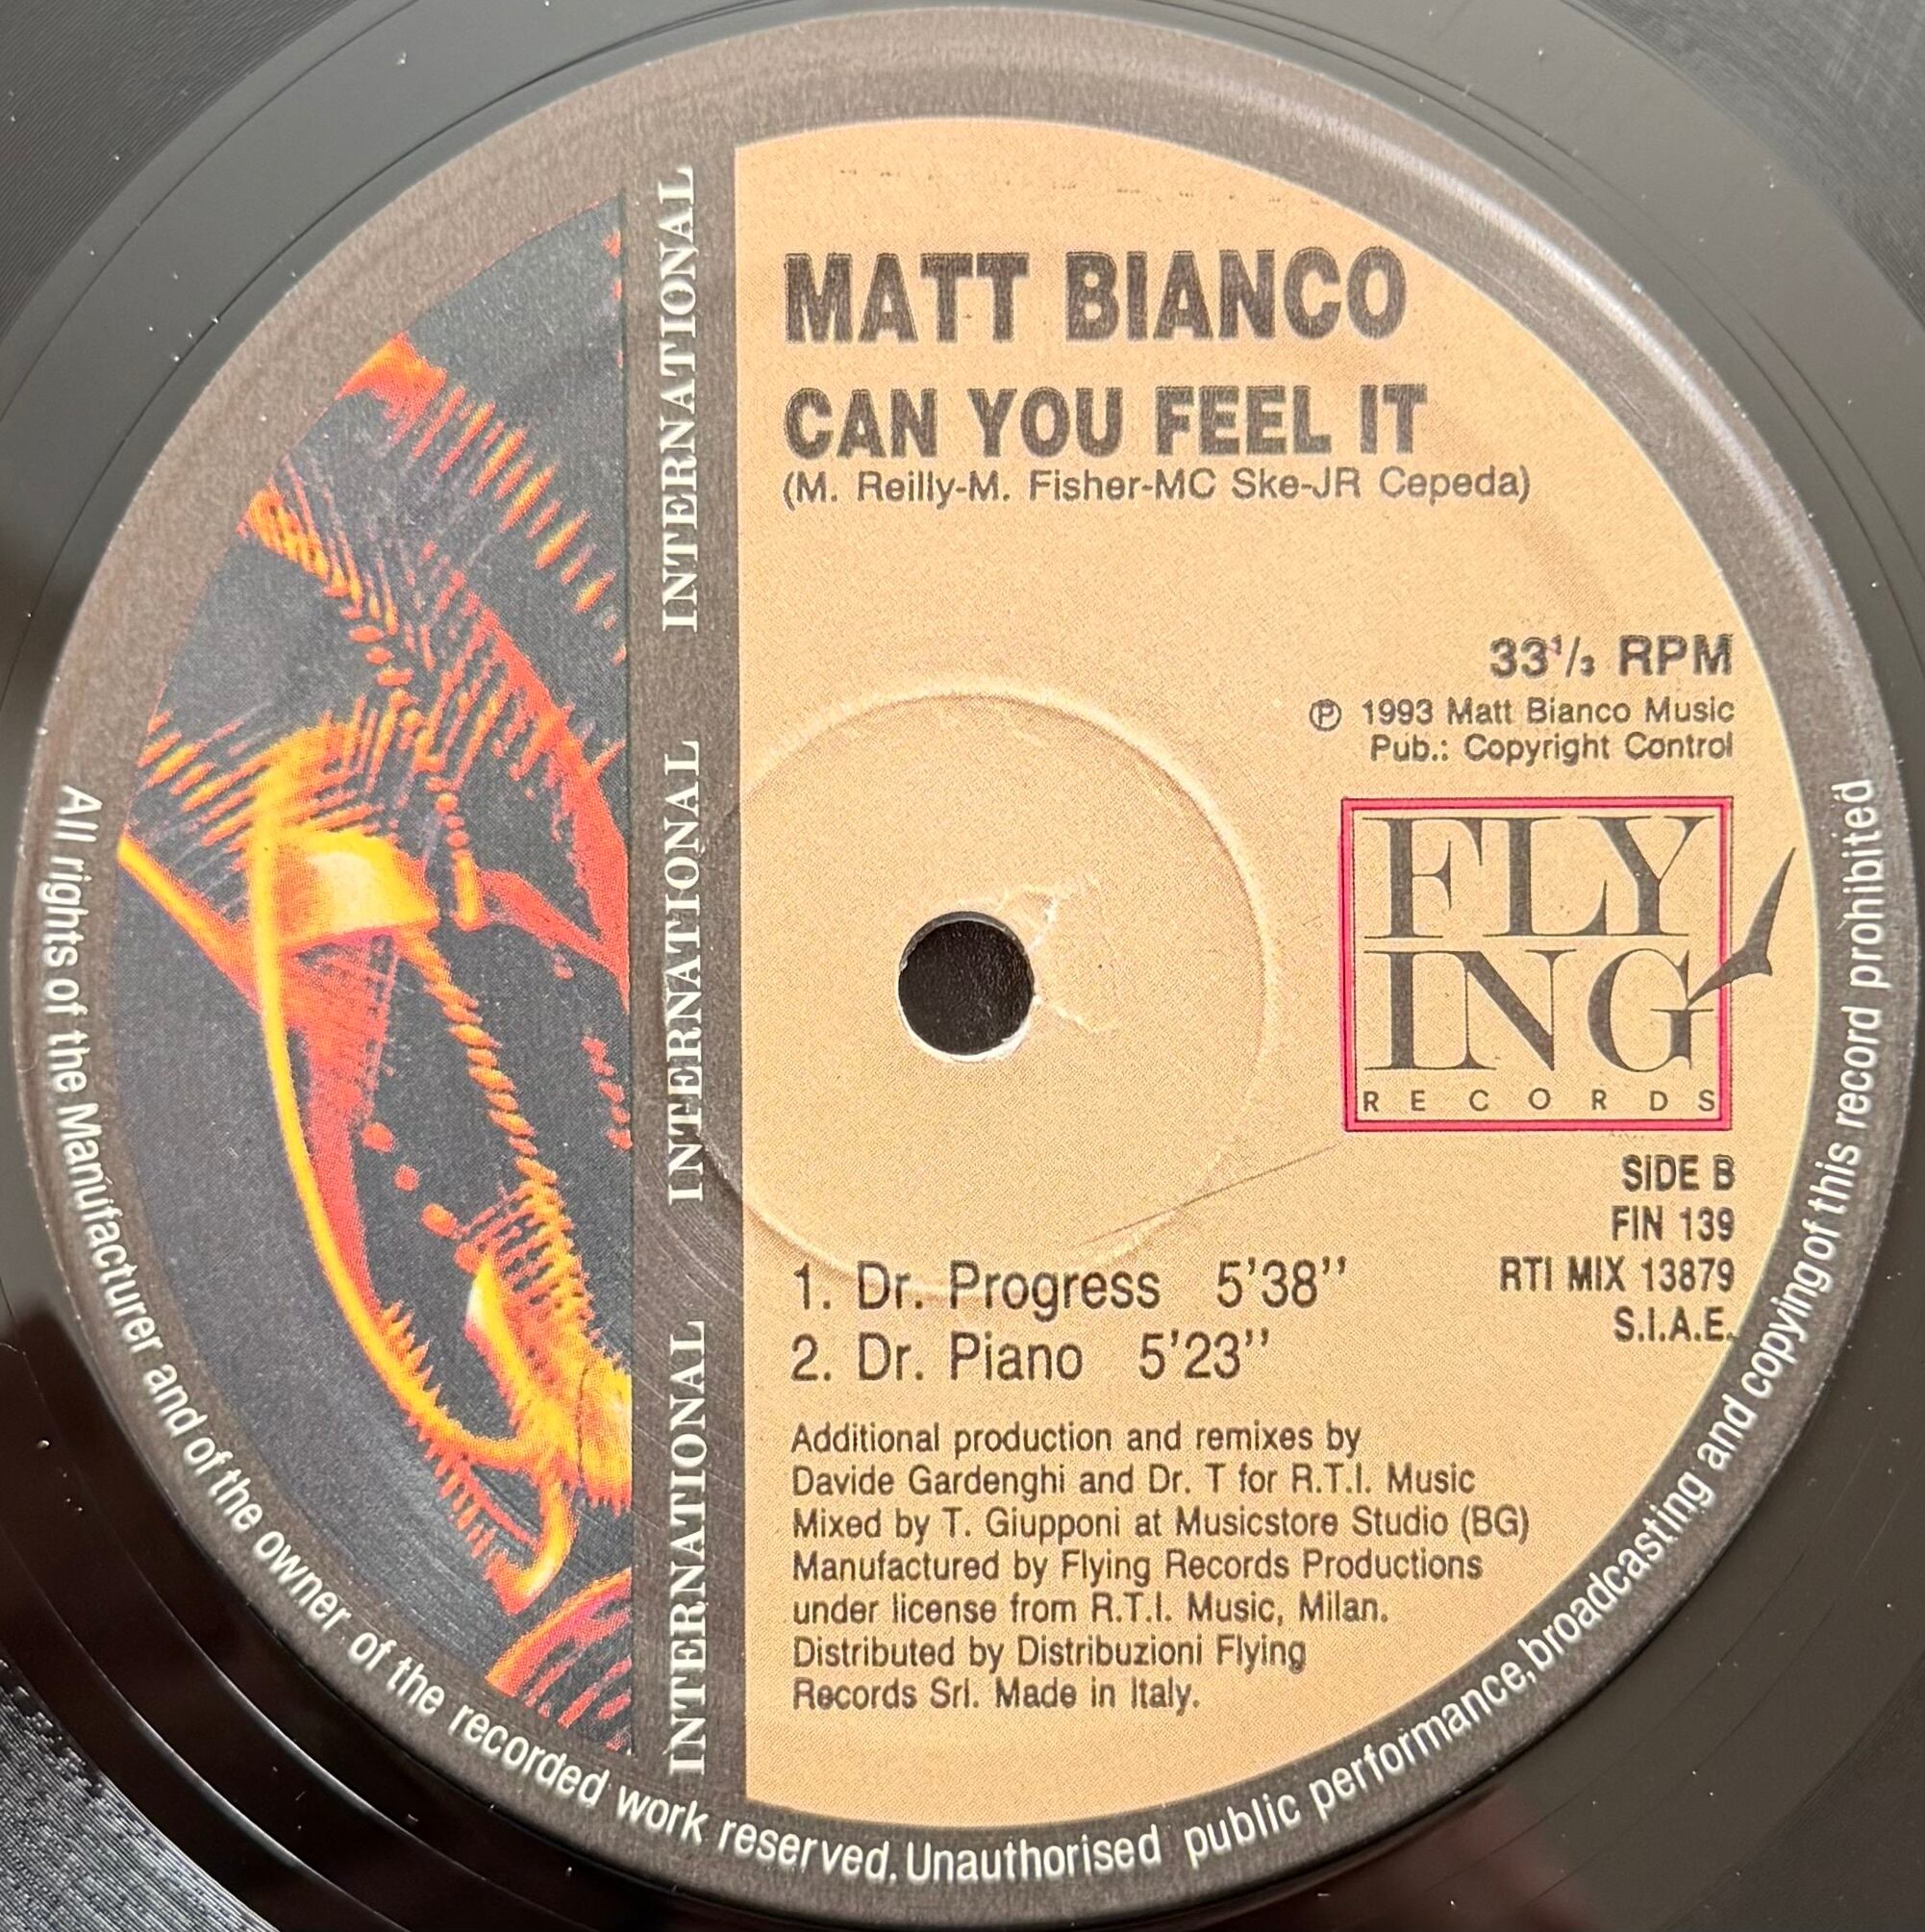 MATT BIANCO
CAN YOU FEEL IT
(M. Reilly-M. Fisher-MC Ske-JR Cepeda)
33 1/3 RPM
℗ 1993 Matt Bianco Music
Pub.: Copyright Control
FLY
ING
RECORDS
SIDE B
FIN 139
RTI MIX 13879
S.I.A.E.
1. Dr. Progress 5'38''
2. Dr. Piano 5'23''
Additional production and remixes by
Davide Gardenghi and Dr. T for R.T.I. Music
Mixed by T. Giupponi at Musicstore Studio (BG)
Manufactured by Flying Records Productions
under license from R.T.I. Music, Milan.
Distributed by Distribuzioni Flying
Records Srl. Made in Italy.
INTERNATIONAL
INTERNATIONAL
INTERNATIONAL
All rights of the Manufacturer and of the owner of the recorded work reserved. Unauthorised public performance, broadcasting and copying of this record prohibited